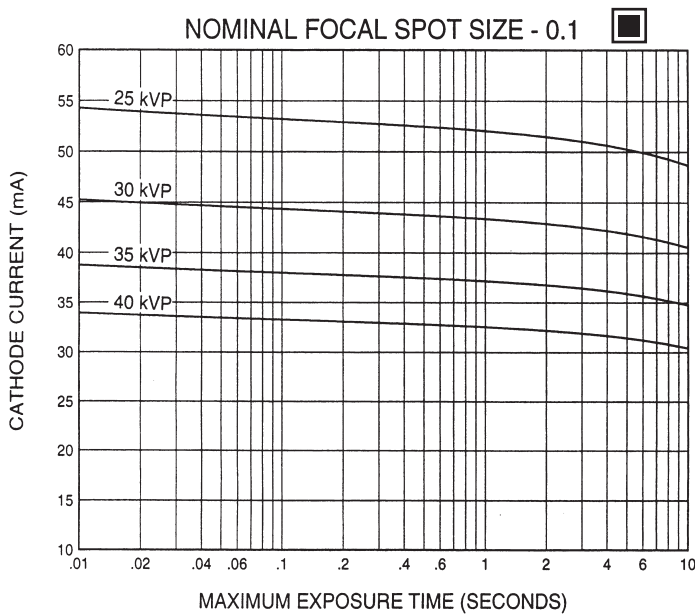 NOMINAL FOCAL SPOT SIZE - 0.1
60
55
50
45
40
35
30
25
20
15
10
CATHODE CURRENT (mA)
25 kVP
30 kVP
35 kVP
40 kVP
.01 .02 .04 .06 .1 .2 .4 .6 1 2 4 6 10
MAXIMUM EXPOSURE TIME (SECONDS)